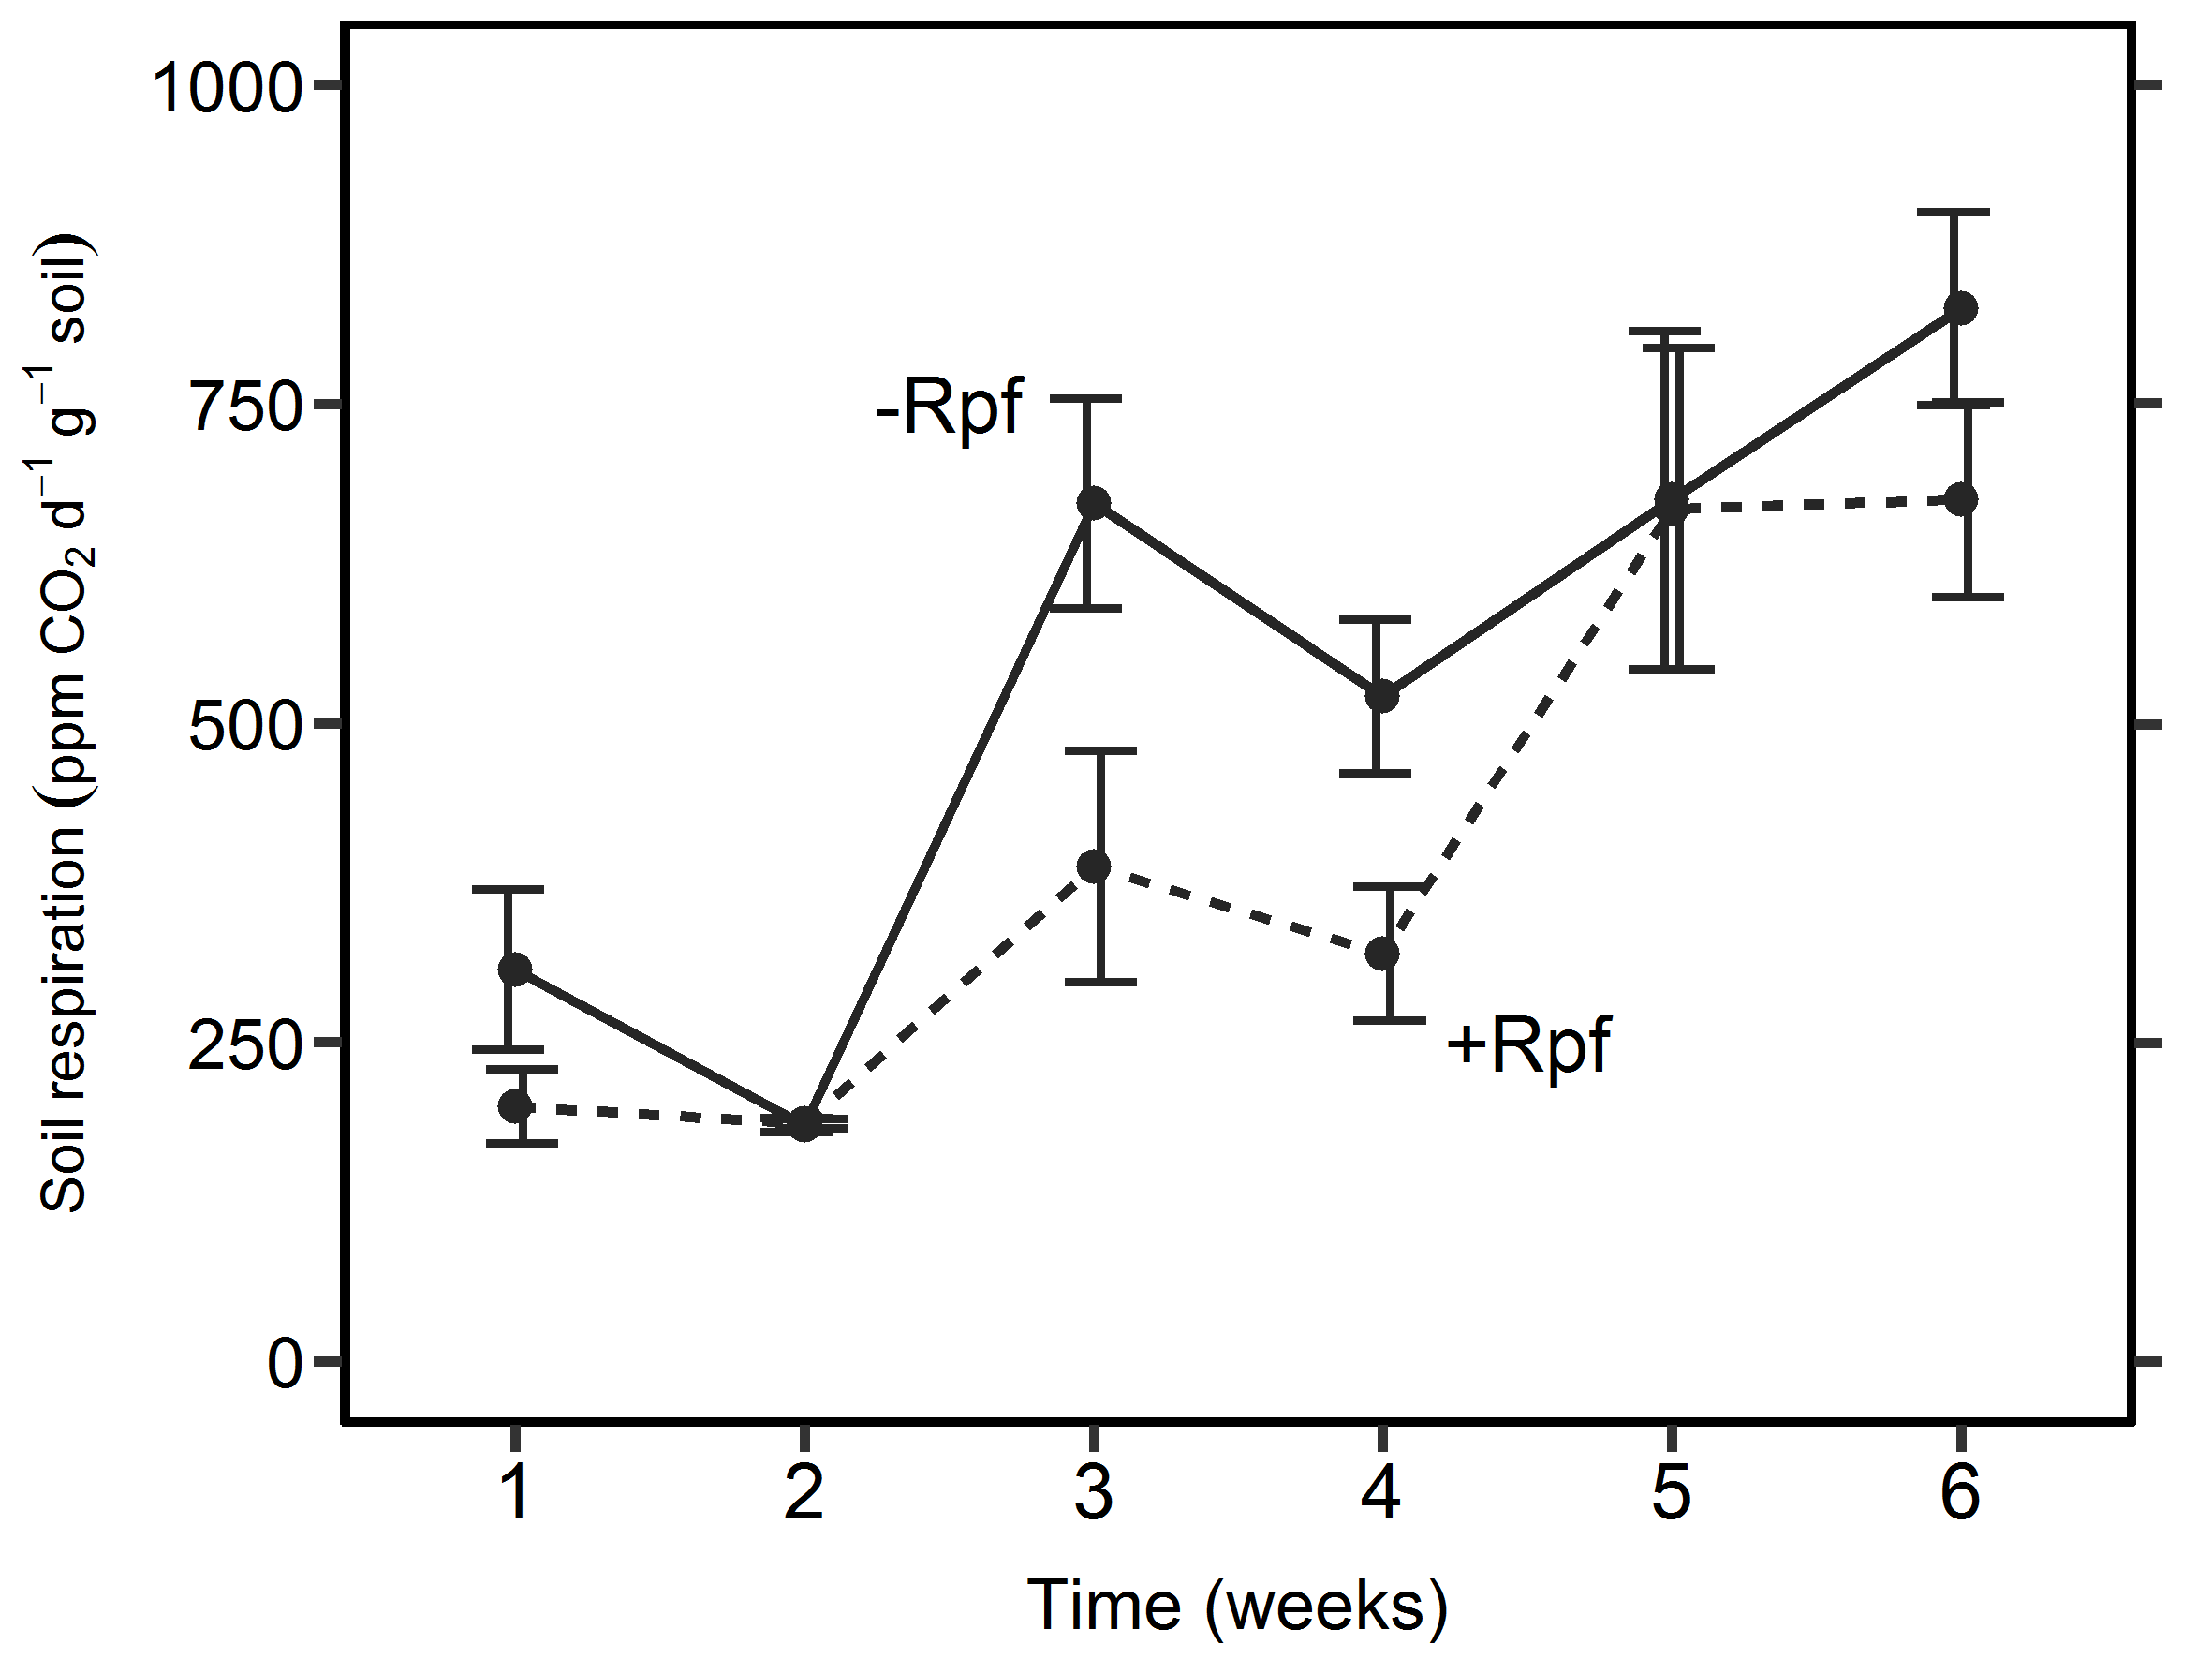 Soil respiration (ppm CO₂ d⁻¹ g⁻¹ soil)
1000
750
500
250
0
-Rpf
+Rpf
1 2 3 4 5 6
Time (weeks)